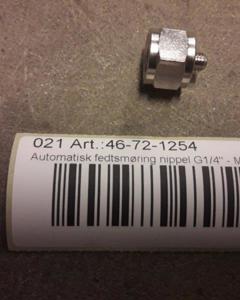 021 Art.:46-72-1254
Automatisk fedtsmøring nippel G1/4" - M